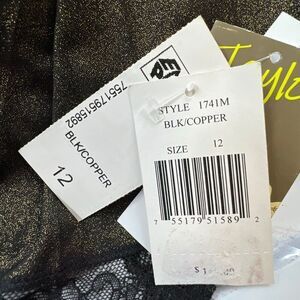 755179515892
BLK/COPPER
12
STYLE 1741M
BLK/COPPER
SIZE 12
7 55179 51589 2